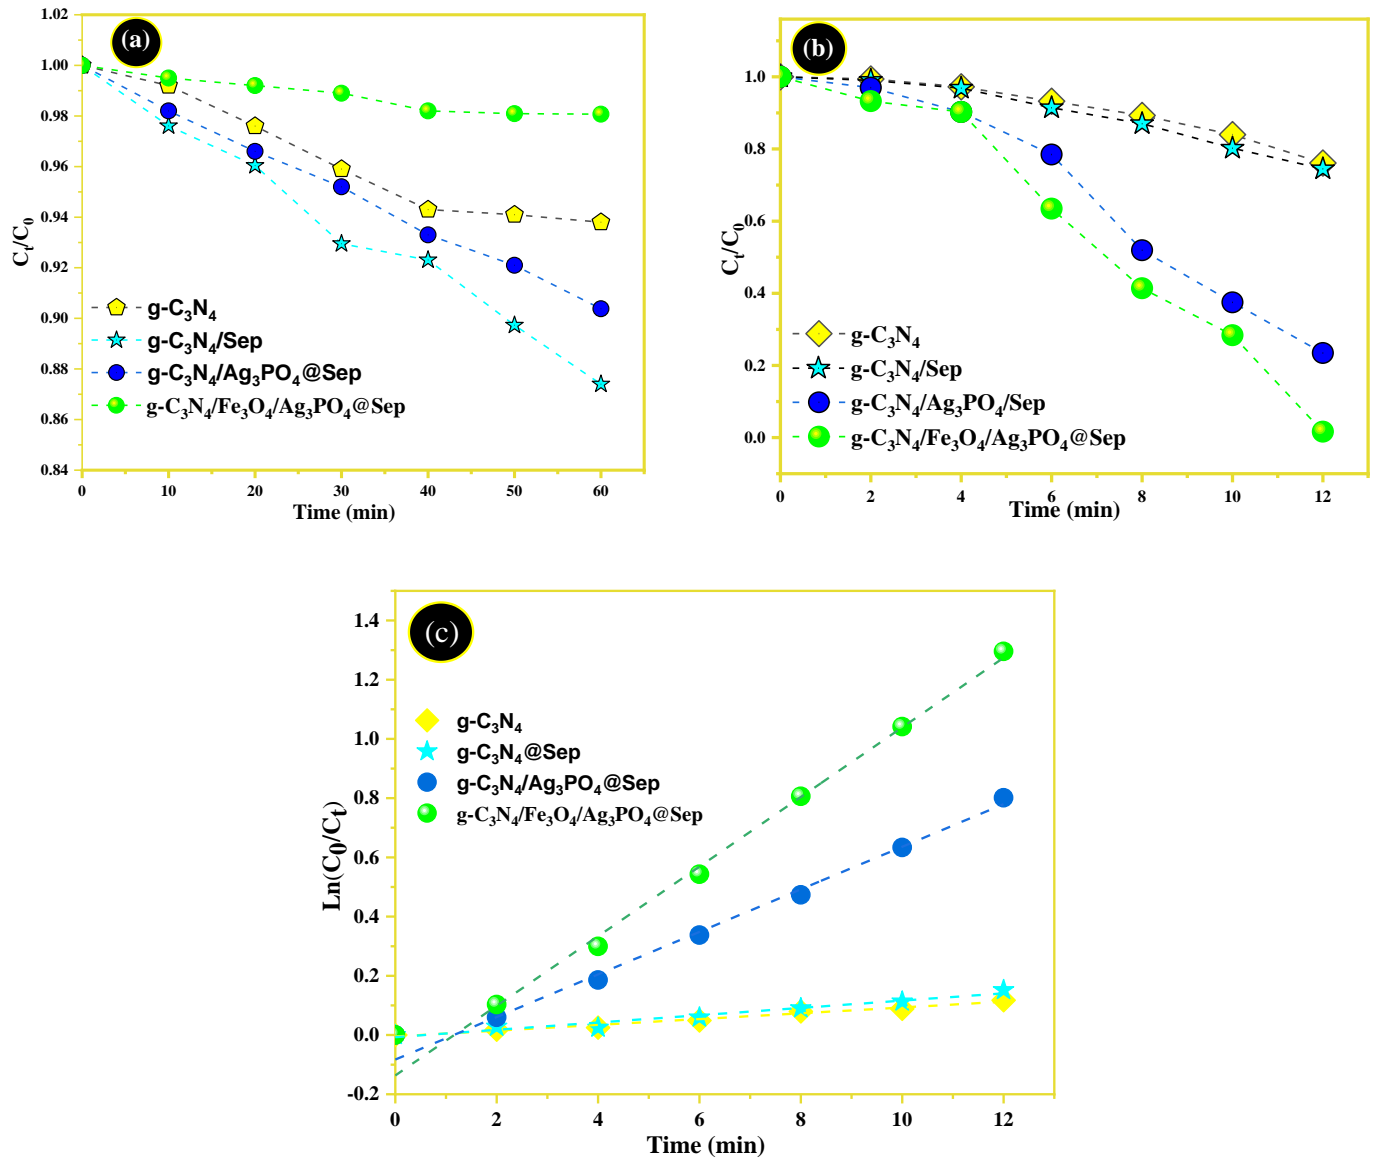 (a)
1.02
1.00
0.98
0.96
0.94
0.92
0.90
0.88
0.86
0.84
Cₜ/C₀
g-C₃N₄
g-C₃N₄/Sep
g-C₃N₄/Ag₃PO₄@Sep
g-C₃N₄/Fe₃O₄/Ag₃PO₄@Sep
0 10 20 30 40 50 60
Time (min)
(b)
1.0
0.8
0.6
0.4
0.2
0.0
Cₜ/C₀
g-C₃N₄
g-C₃N₄/Sep
g-C₃N₄/Ag₃PO₄/Sep
g-C₃N₄/Fe₃O₄/Ag₃PO₄@Sep
0 2 4 6 8 10 12
Time (min)
(c)
1.4
1.2
1.0
0.8
0.6
0.4
0.2
0.0
-0.2
Ln(C₀/Cₜ)
g-C₃N₄
g-C₃N₄@Sep
g-C₃N₄/Ag₃PO₄@Sep
g-C₃N₄/Fe₃O₄/Ag₃PO₄@Sep
0 2 4 6 8 10 12
Time (min)